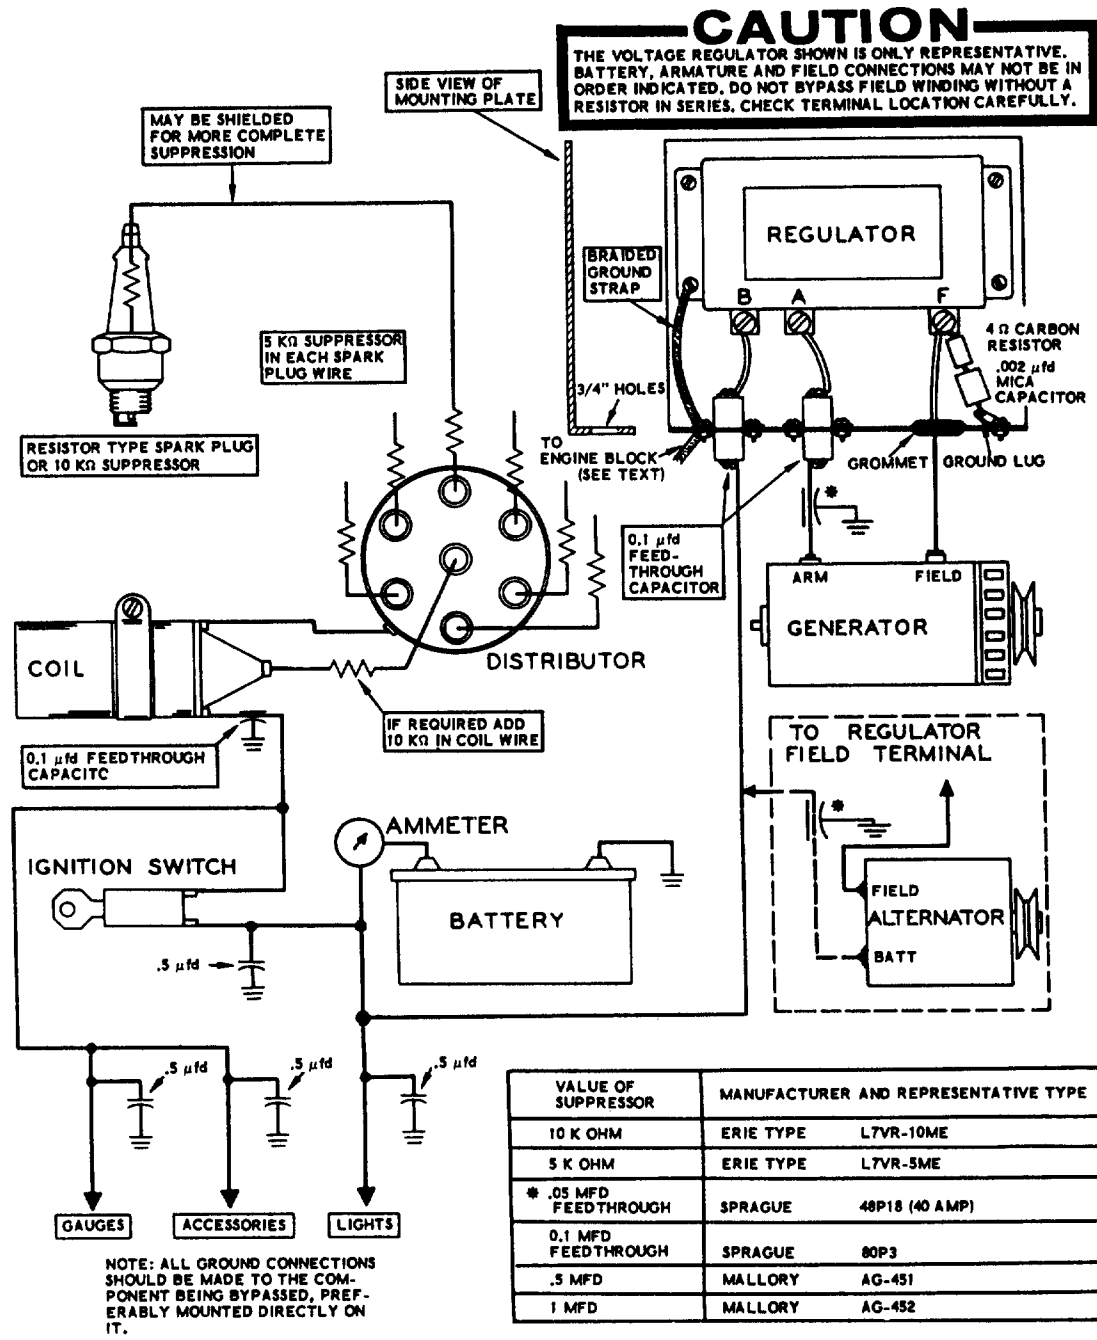 CAUTION
THE VOLTAGE REGULATOR SHOWN IS ONLY REPRESENTATIVE.
BATTERY, ARMATURE AND FIELD CONNECTIONS MAY NOT BE IN
ORDER INDICATED. DO NOT BYPASS FIELD WINDING WITHOUT A
RESISTOR IN SERIES. CHECK TERMINAL LOCATION CAREFULLY.
SIDE VIEW OF
MOUNTING PLATE
MAY BE SHIELDED
FOR MORE COMPLETE
SUPPRESSION
REGULATOR
BRAIDED
GROUND
STRAP
B
A
F
4 Ω CARBON
RESISTOR
.002 µfd
MICA
CAPACITOR
5 KΩ SUPPRESSOR
IN EACH SPARK
PLUG WIRE
3/4" HOLES
RESISTOR TYPE SPARK PLUG
OR 10 KΩ SUPPRESSOR
TO
ENGINE BLOCK
(SEE TEXT)
GROMMET
GROUND LUG
*
0.1 µfd
FEED-
THROUGH
CAPACITOR
ARM
FIELD
GENERATOR
COIL
DISTRIBUTOR
IF REQUIRED ADD
10 KΩ IN COIL WIRE
0.1 µfd FEEDTHROUGH
CAPACITC
TO REGULATOR
FIELD TERMINAL
*
AMMETER
IGNITION SWITCH
BATTERY
FIELD
ALTERNATOR
BATT
.5 µfd
.5 µfd
.5 µfd
.5 µfd
GAUGES
ACCESSORIES
LIGHTS
NOTE: ALL GROUND CONNECTIONS
SHOULD BE MADE TO THE COM-
PONENT BEING BYPASSED, PREF-
ERABLY MOUNTED DIRECTLY ON
IT.
VALUE OF
SUPPRESSOR
MANUFACTURER AND REPRESENTATIVE TYPE
10 K OHM ERIE TYPE L7VR-10ME
5 K OHM ERIE TYPE L7VR-5ME
* .05 MFD
FEEDTHROUGH SPRAGUE 48P18 (40 AMP)
0.1 MFD
FEEDTHROUGH SPRAGUE 80P3
.5 MFD MALLORY AG-451
1 MFD MALLORY AG-452